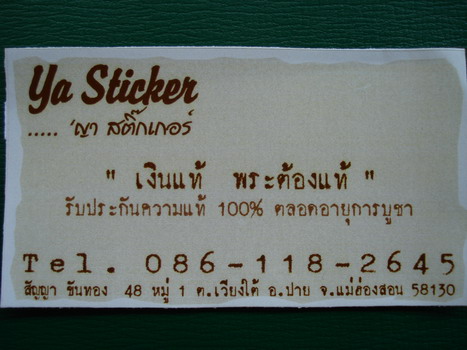 Ya Sticker
..... 'ญา สติ๊กเกอร์
" เงินแท้ พระต้องแท้ "
รับประกันความแท้ 100% ตลอดอายุการบูชา
Tel. 086-118-2645
สัญญา ขันทอง 48 หมู่ 1 ต.เวียงใต้ อ.ปาย จ.แม่ฮ่องสอน 58130